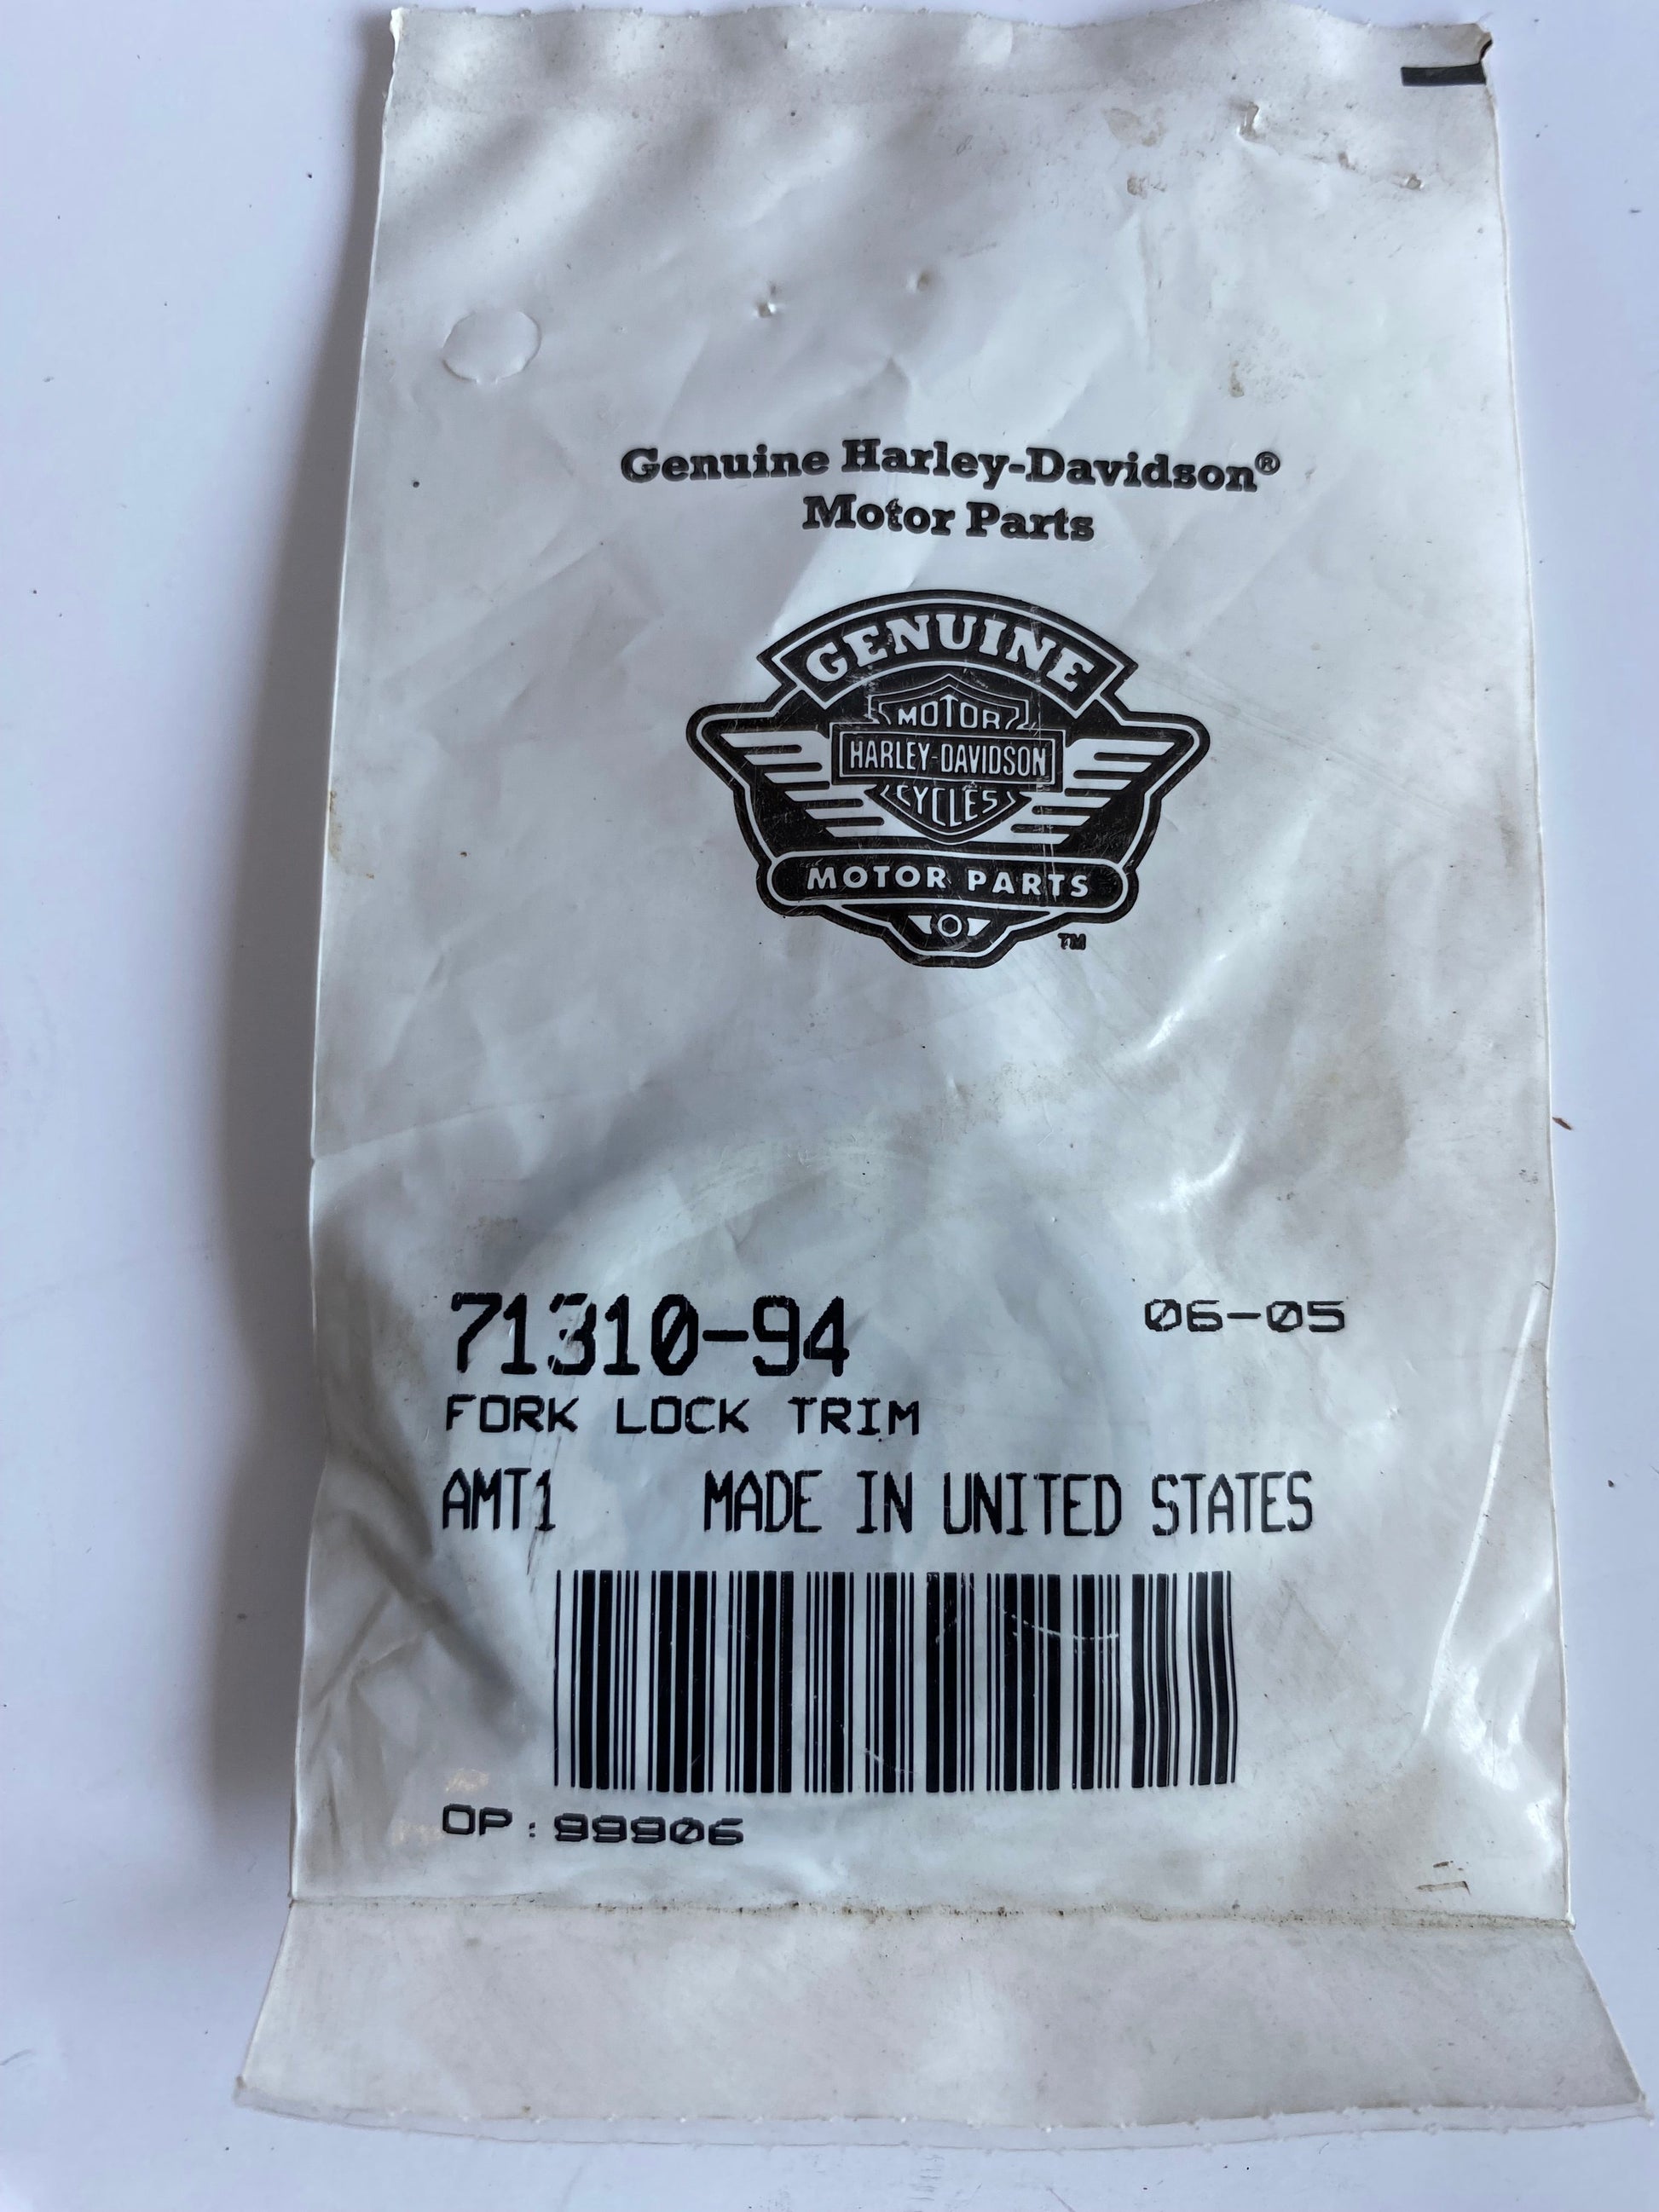 Genuine Harley-Davidson®
Motor Parts
GENUINE
MOTOR
HARLEY-DAVIDSON
CYCLES
MOTOR PARTS
TM
71310-94 06-05
FORK LOCK TRIM
AMT1 MADE IN UNITED STATES
OP: 99906